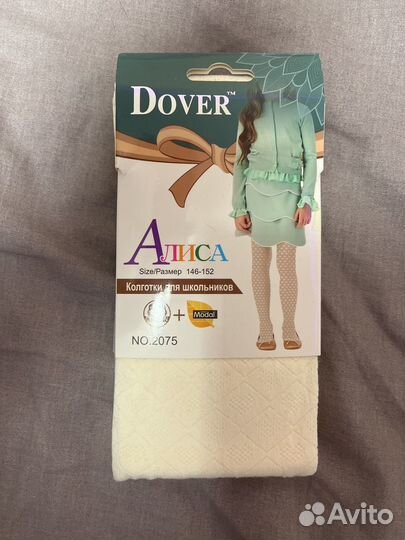 DOVER™
АЛИСА
Size/Размер 146-152
Колготки для школьников
+
Modal
NO.2075
Avito